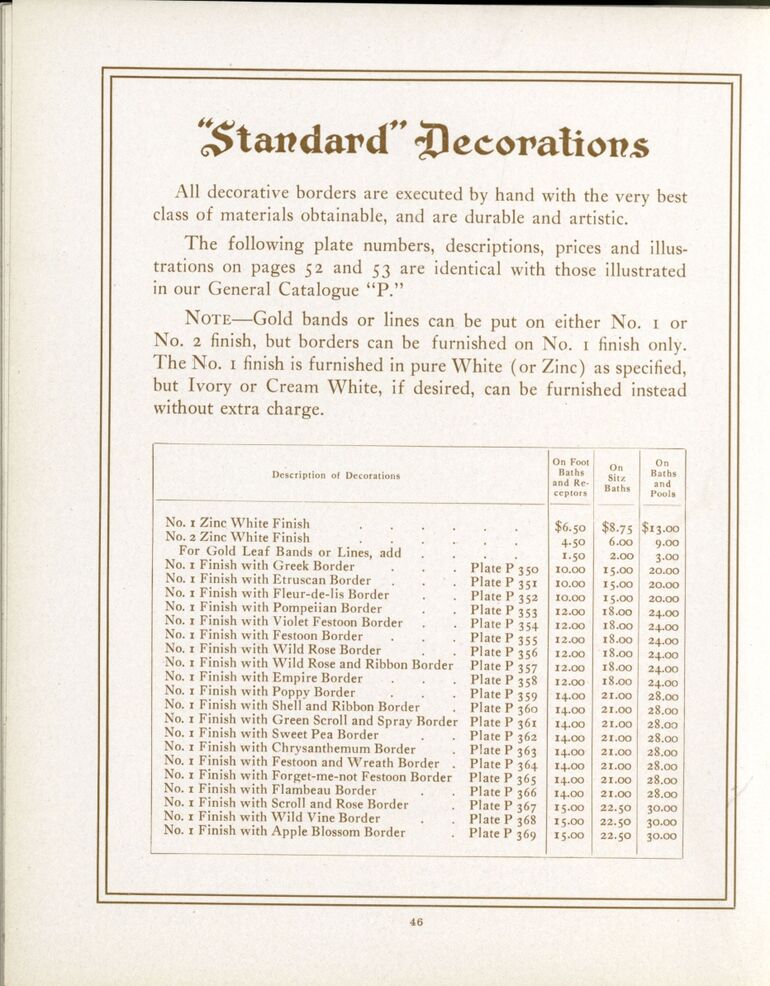 "Standard" Decorations
All decorative borders are executed by hand with the very best
class of materials obtainable, and are durable and artistic.
The following plate numbers, descriptions, prices and illus-
trations on pages 52 and 53 are identical with those illustrated
in our General Catalogue "P."
NOTE—Gold bands or lines can be put on either No. 1 or
No. 2 finish, but borders can be furnished on No. 1 finish only.
The No. 1 finish is furnished in pure White (or Zinc) as specified,
but Ivory or Cream White, if desired, can be furnished instead
without extra charge.
Description of Decorations | On Foot Baths and Re-ceptors | On Sitz Baths | On Baths and Pools
No. 1 Zinc White Finish . . . . . . $6.50 $8.75 $13.00
No. 2 Zinc White Finish . . . . . . 4.50 6.00 9.00
For Gold Leaf Bands or Lines, add . . . . 1.50 2.00 3.00
No. 1 Finish with Greek Border . . . Plate P 350 10.00 15.00 20.00
No. 1 Finish with Etruscan Border . . . Plate P 351 10.00 15.00 20.00
No. 1 Finish with Fleur-de-lis Border . . Plate P 352 10.00 15.00 20.00
No. 1 Finish with Pompeiian Border . . Plate P 353 12.00 18.00 24.00
No. 1 Finish with Violet Festoon Border . . Plate P 354 12.00 18.00 24.00
No. 1 Finish with Festoon Border . . . Plate P 355 12.00 18.00 24.00
No. 1 Finish with Wild Rose Border . . Plate P 356 12.00 18.00 24.00
No. 1 Finish with Wild Rose and Ribbon Border Plate P 357 12.00 18.00 24.00
No. 1 Finish with Empire Border . . . Plate P 358 12.00 18.00 24.00
No. 1 Finish with Poppy Border . . . Plate P 359 14.00 21.00 28.00
No. 1 Finish with Shell and Ribbon Border . Plate P 360 14.00 21.00 28.00
No. 1 Finish with Green Scroll and Spray Border Plate P 361 14.00 21.00 28.00
No. 1 Finish with Sweet Pea Border . . Plate P 362 14.00 21.00 28.00
No. 1 Finish with Chrysanthemum Border . Plate P 363 14.00 21.00 28.00
No. 1 Finish with Festoon and Wreath Border . Plate P 364 14.00 21.00 28.00
No. 1 Finish with Forget-me-not Festoon Border Plate P 365 14.00 21.00 28.00
No. 1 Finish with Flambeau Border . . Plate P 366 14.00 21.00 28.00
No. 1 Finish with Scroll and Rose Border . Plate P 367 15.00 22.50 30.00
No. 1 Finish with Wild Vine Border . . Plate P 368 15.00 22.50 30.00
No. 1 Finish with Apple Blossom Border . Plate P 369 15.00 22.50 30.00
46